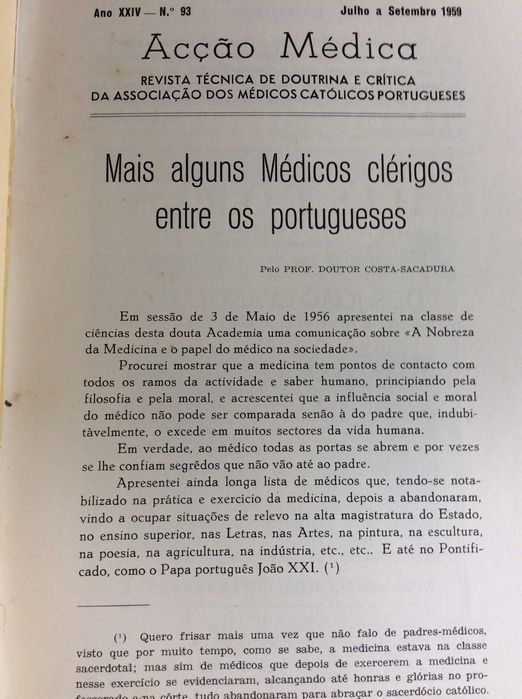 Ano XXIV — N.º 93 Julho a Setembro 1959
Acção Médica
REVISTA TÉCNICA DE DOUTRINA E CRÍTICA
DA ASSOCIAÇÃO DOS MÉDICOS CATÓLICOS PORTUGUESES
Mais alguns Médicos clérigos
entre os portugueses
Pelo PROF. DOUTOR COSTA-SACADURA
Em sessão de 3 de Maio de 1956 apresentei na classe de
ciências desta douta Academia uma comunicação sobre «A Nobreza
da Medicina e o papel do médico na sociedade».
Procurei mostrar que a medicina tem pontos de contacto com
todos os ramos da actividade e saber humano, principiando pela
filosofia e pela moral, e acrescentei que a influência social e moral
do médico não pode ser comparada senão à do padre que, indubi-
tàvelmente, o excede em muitos sectores da vida humana.
Em verdade, ao médico todas as portas se abrem e por vezes
se lhe confiam segrêdos que não vão até ao padre.
Apresentei ainda longa lista de médicos que, tendo-se nota-
bilizado na prática e exercício da medicina, depois a abandonaram,
vindo a ocupar situações de relevo na alta magistratura do Estado,
no ensino superior, nas Letras, nas Artes, na pintura, na escultura,
na poesia, na agricultura, na indústria, etc., etc.. E até no Pontifi-
cado, como o Papa português João XXI. (¹)
(¹) Quero frisar mais uma vez que não falo de padres-médicos,
visto que por muito tempo, como se sabe, a medicina estava na classe
sacerdotal; mas sim de médicos que depois de exercerem a medicina e
nesse exercício se evidenciaram, alcançando até honras e glórias no pro-
fessorado e na côrte, tudo abandonaram para abraçar o sacerdócio católico.